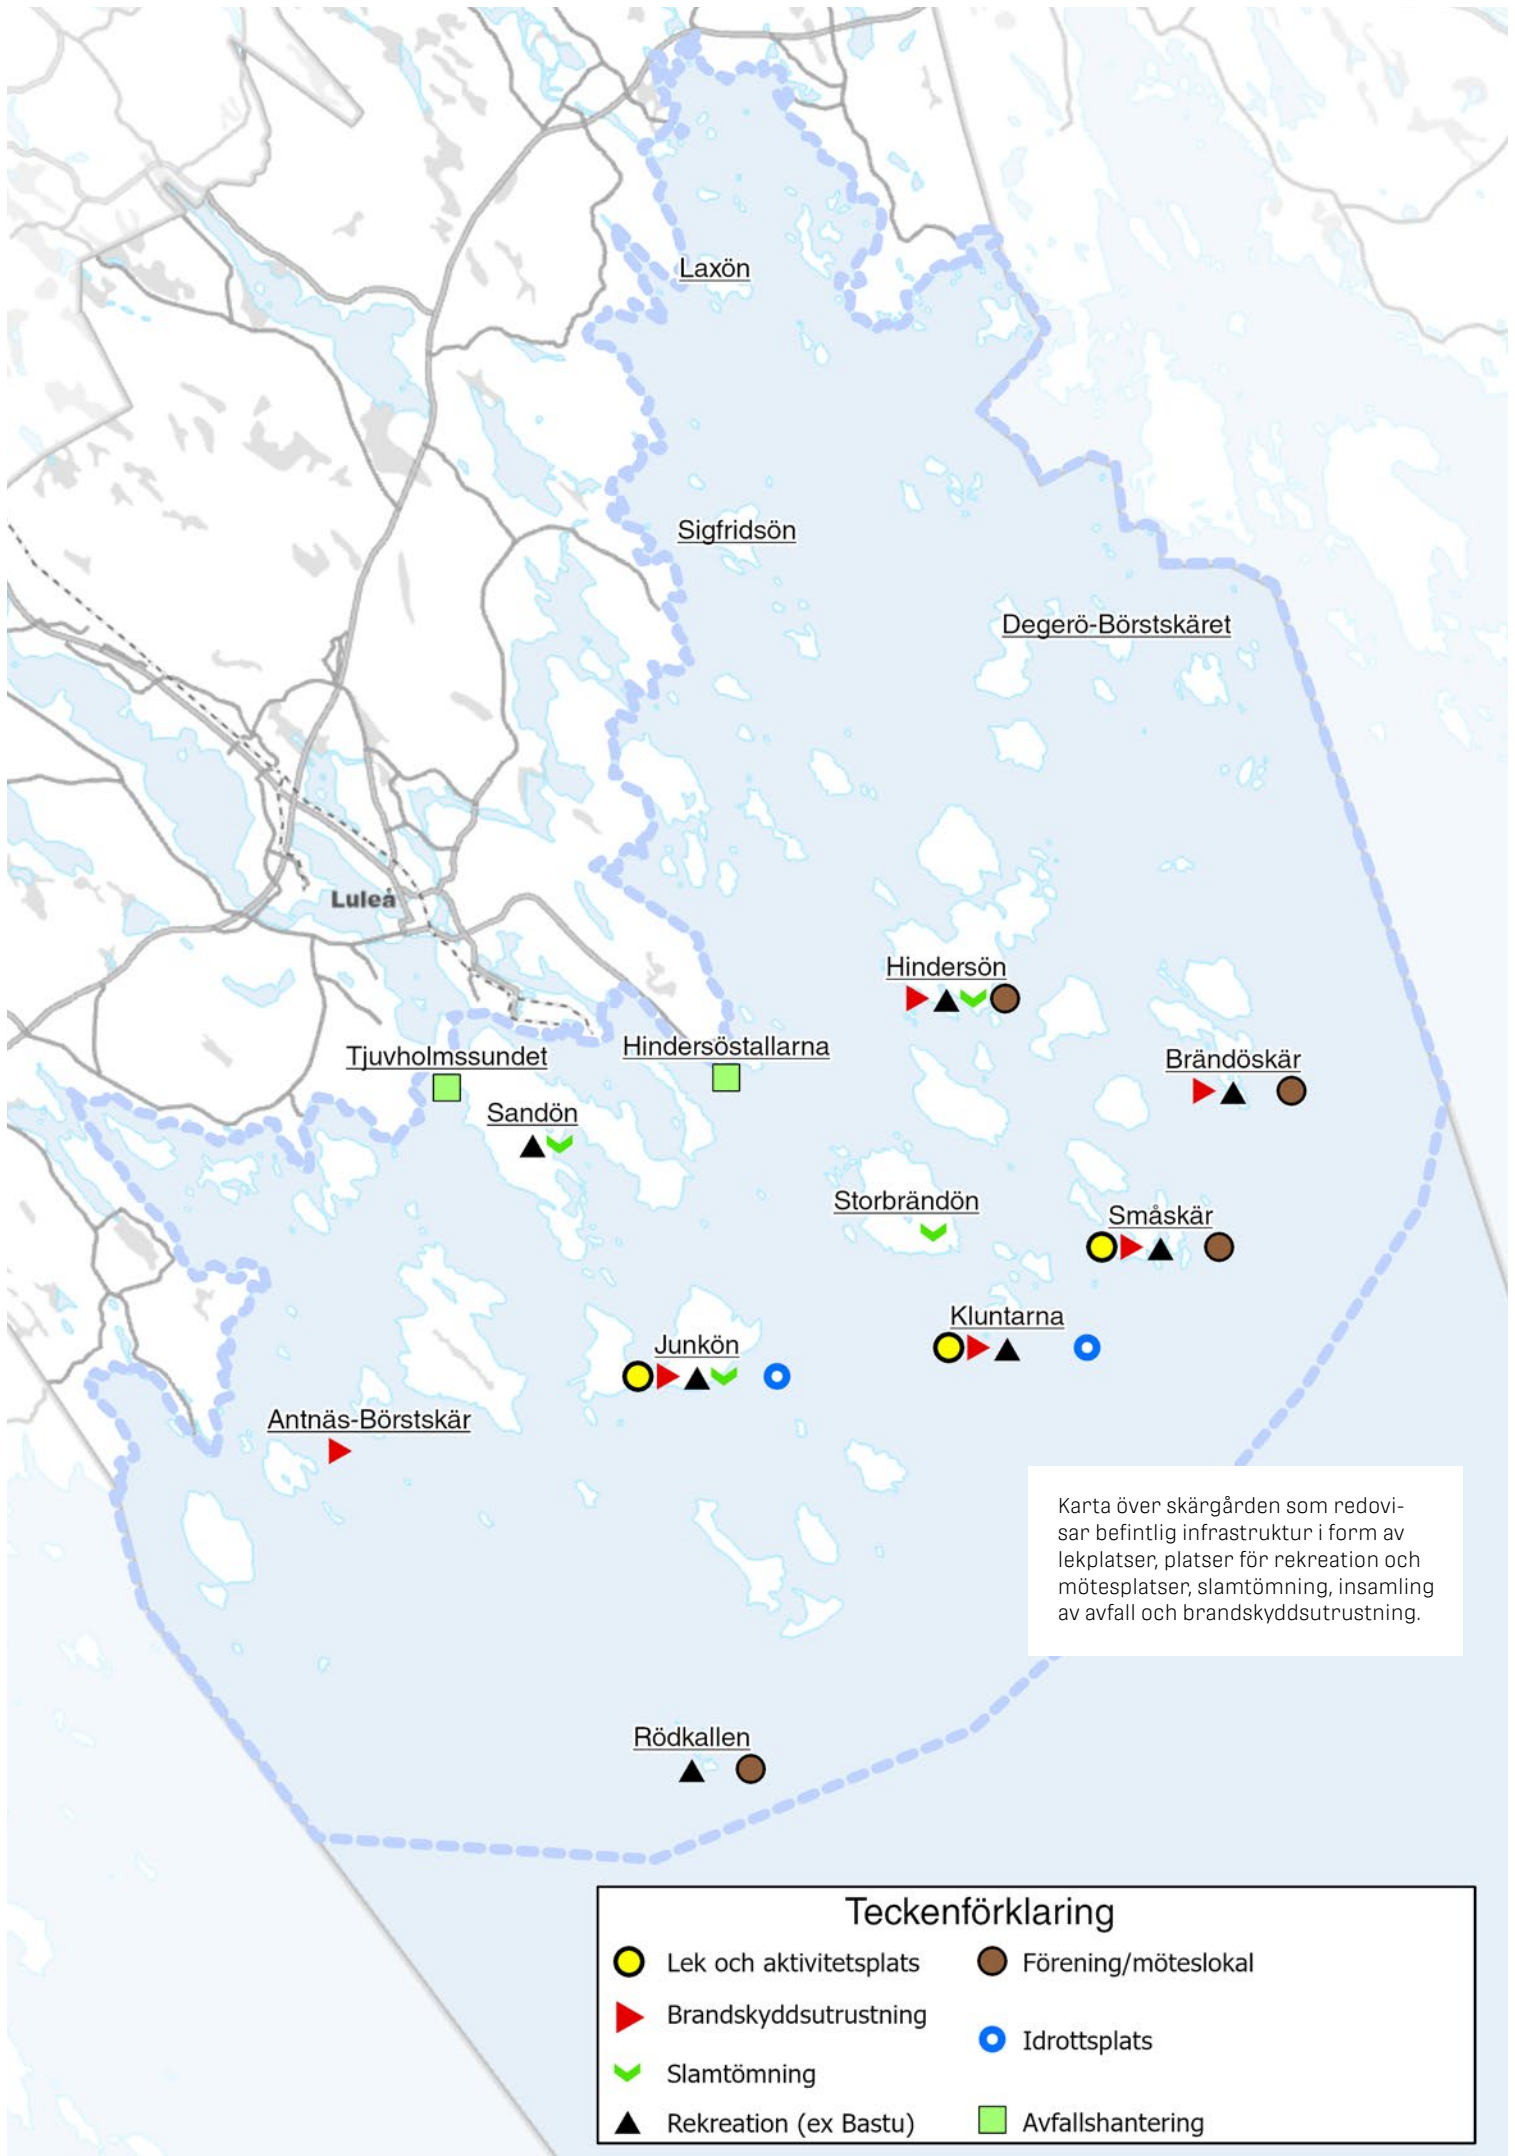 Laxön
Sigfridsön
Degerö-Börstskäret
Luleå
Hindersön
Tjuvholmssundet
Hindersöstallarna
Brändöskär
Sandön
Storbrändön
Småskär
Kluntarna
Junkön
Antnäs-Börstskär
Karta över skärgården som redovi-
sar befintlig infrastruktur i form av
lekplatser, platser för rekreation och
mötesplatser, slamtömning, insamling
av avfall och brandskyddsutrustning.
Rödkallen
Teckenförklaring
Lek och aktivitetsplats
Brandskyddsutrustning
Slamtömning
Rekreation (ex Bastu)
Förening/möteslokal
Idrottsplats
Avfallshantering